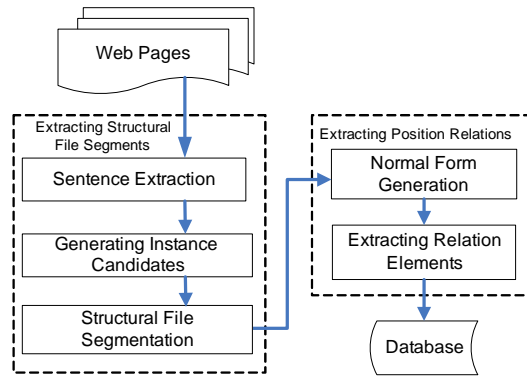 Web Pages
Extracting Structural
File Segments
Sentence Extraction
Generating Instance
Candidates
Structural File
Segmentation
Extracting Position Relations
Normal Form
Generation
Extracting Relation
Elements
Database